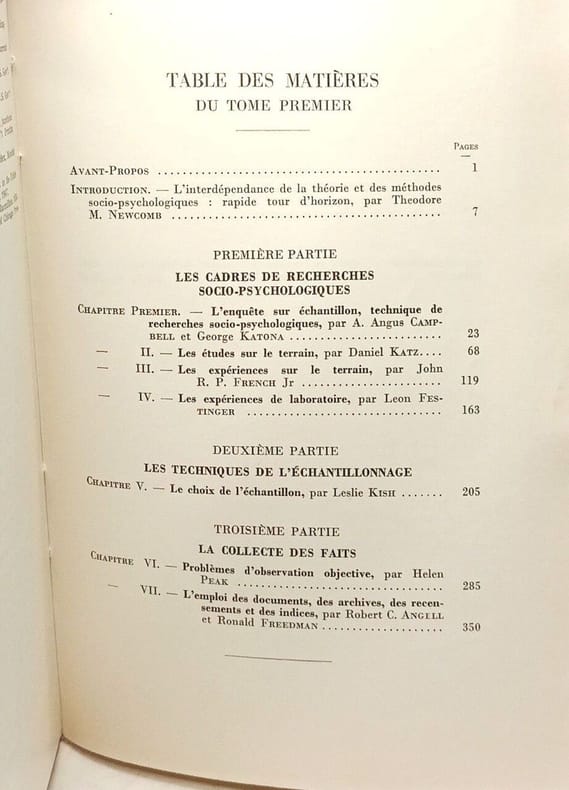 TABLE DES MATIÈRES
DU TOME PREMIER
PAGES
AVANT-PROPOS ........ 1
INTRODUCTION. — L'interdépendance de la théorie et des méthodes
socio-psychologiques : rapide tour d'horizon, par Theodore
M. NEWCOMB ........ 7
PREMIÈRE PARTIE
LES CADRES DE RECHERCHES
SOCIO-PSYCHOLOGIQUES
CHAPITRE PREMIER. — L'enquête sur échantillon, technique de
recherches socio-psychologiques, par A. Angus CAMP-
BELL et George KATONA ........ 23
— II. — Les études sur le terrain, par Daniel KATZ.... 68
— III. — Les expériences sur le terrain, par John
R. P. FRENCH Jr ........ 119
— IV. — Les expériences de laboratoire, par Leon FES-
TINGER ........ 163
DEUXIÈME PARTIE
LES TECHNIQUES DE L'ÉCHANTILLONNAGE
CHAPITRE V. — Le choix de l'échantillon, par Leslie KISH ....... 205
TROISIÈME PARTIE
LA COLLECTE DES FAITS
CHAPITRE VI. — Problèmes d'observation objective, par Helen
PEAK ........ 285
— VII. — L'emploi des documents, des archives, des recen-
sements et des indices, par Robert C. ANGELL
et Ronald FREEDMAN ........ 350